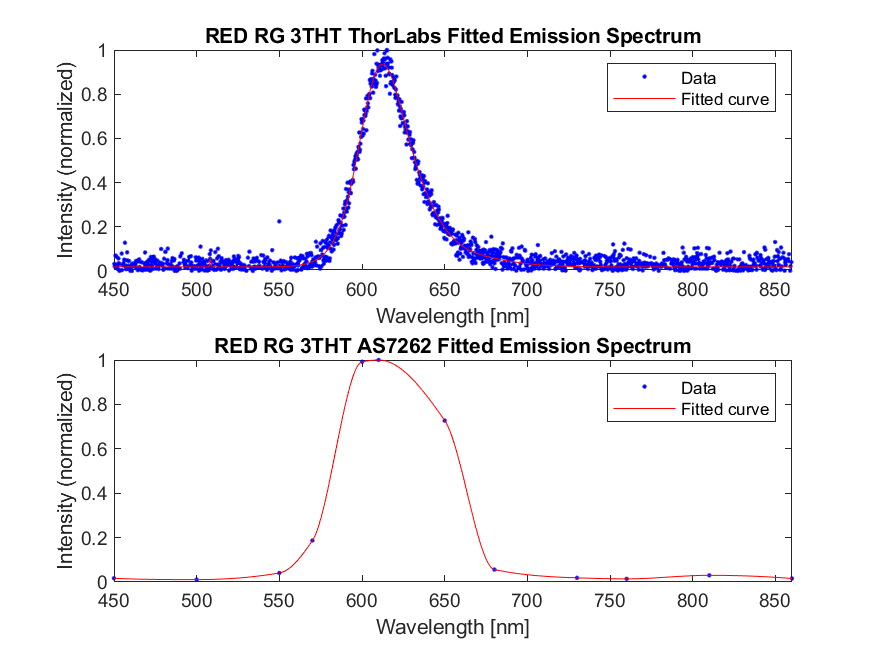 RED RG 3THT ThorLabs Fitted Emission Spectrum
Intensity (normalized)
1
0.8
0.6
0.4
0.2
0
Data
Fitted curve
450 500 550 600 650 700 750 800 850
Wavelength [nm]
RED RG 3THT AS7262 Fitted Emission Spectrum
Intensity (normalized)
1
0.8
0.6
0.4
0.2
0
Data
Fitted curve
450 500 550 600 650 700 750 800 850
Wavelength [nm]